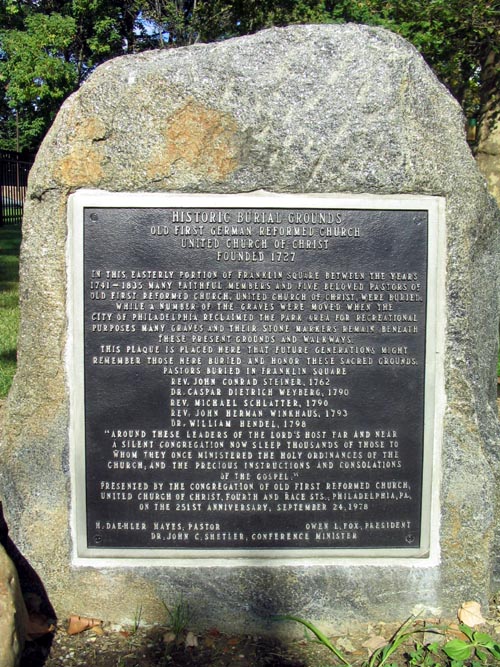 HISTORIC BURIAL GROUNDS
OLD FIRST GERMAN REFORMED CHURCH
UNITED CHURCH OF CHRIST
FOUNDED 1727
IN THIS EASTERLY PORTION OF FRANKLIN SQUARE BETWEEN THE YEARS
1741-1835 MANY FAITHFUL MEMBERS AND FIVE BELOVED PASTORS OF
OLD FIRST REFORMED CHURCH, UNITED CHURCH OF CHRIST, WERE BURIED.
WHILE A NUMBER OF THE GRAVES WERE MOVED WHEN THE
CITY OF PHILADELPHIA RECLAIMED THE PARK AREA FOR RECREATIONAL
PURPOSES MANY GRAVES AND THEIR STONE MARKERS REMAIN BENEATH
THESE PRESENT GROUNDS AND WALKWAYS.
THIS PLAQUE IS PLACED HERE THAT FUTURE GENERATIONS MIGHT
REMEMBER THOSE HERE BURIED AND HONOR THESE SACRED GROUNDS.
PASTORS BURIED IN FRANKLIN SQUARE
REV. JOHN CONRAD STEINER, 1762
DR. CASPAR DIETRICH WEYBERG, 1790
REV. MICHAEL SCHLATTER, 1790
REV. JOHN HERMAN WINKHAUS, 1793
DR. WILLIAM HENDEL, 1798
"AROUND THESE LEADERS OF THE LORD'S HOST FAR AND NEAR
A SILENT CONGREGATION NOW SLEEP THOUSANDS OF THOSE TO
WHOM THEY ONCE MINISTERED THE HOLY ORDINANCES OF THE
CHURCH, AND THE PRECIOUS INSTRUCTIONS AND CONSOLATIONS
OF THE GOSPEL."
PRESENTED BY THE CONGREGATION OF OLD FIRST REFORMED CHURCH,
UNITED CHURCH OF CHRIST, FOURTH AND RACE STS., PHILADELPHIA, PA.
ON THE 251ST ANNIVERSARY, SEPTEMBER 24, 1978
H. DAEHLER HAYES, PASTOR OWEN L. FOX, PRESIDENT
DR. JOHN C. SHETLER, CONFERENCE MINISTER